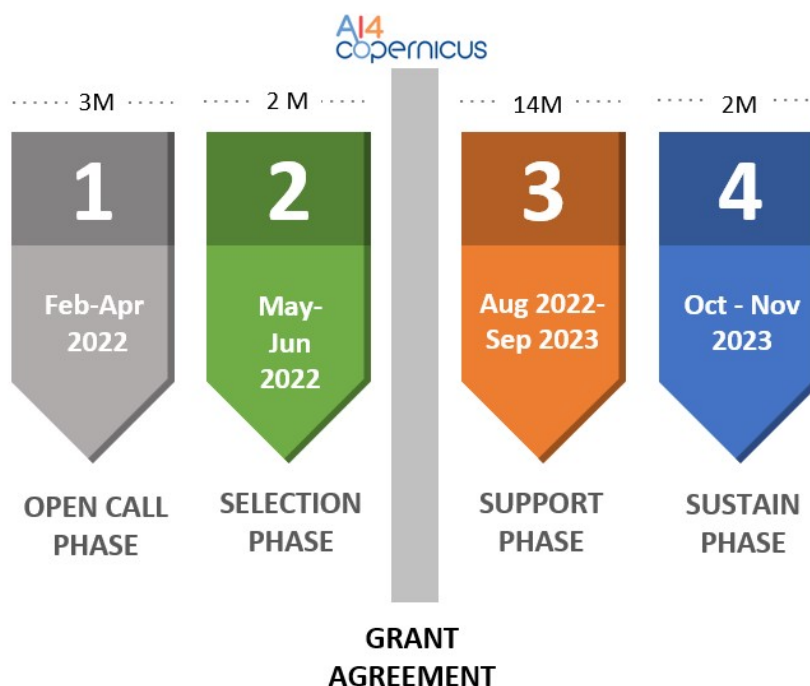 AI4
copernicus
3M
2 M
14M
2M
1
2
3
4
Feb-Apr
2022
May-
Jun
2022
Aug 2022-
Sep 2023
Oct - Nov
2023
OPEN CALL
PHASE
SELECTION
PHASE
SUPPORT
PHASE
SUSTAIN
PHASE
GRANT
AGREEMENT